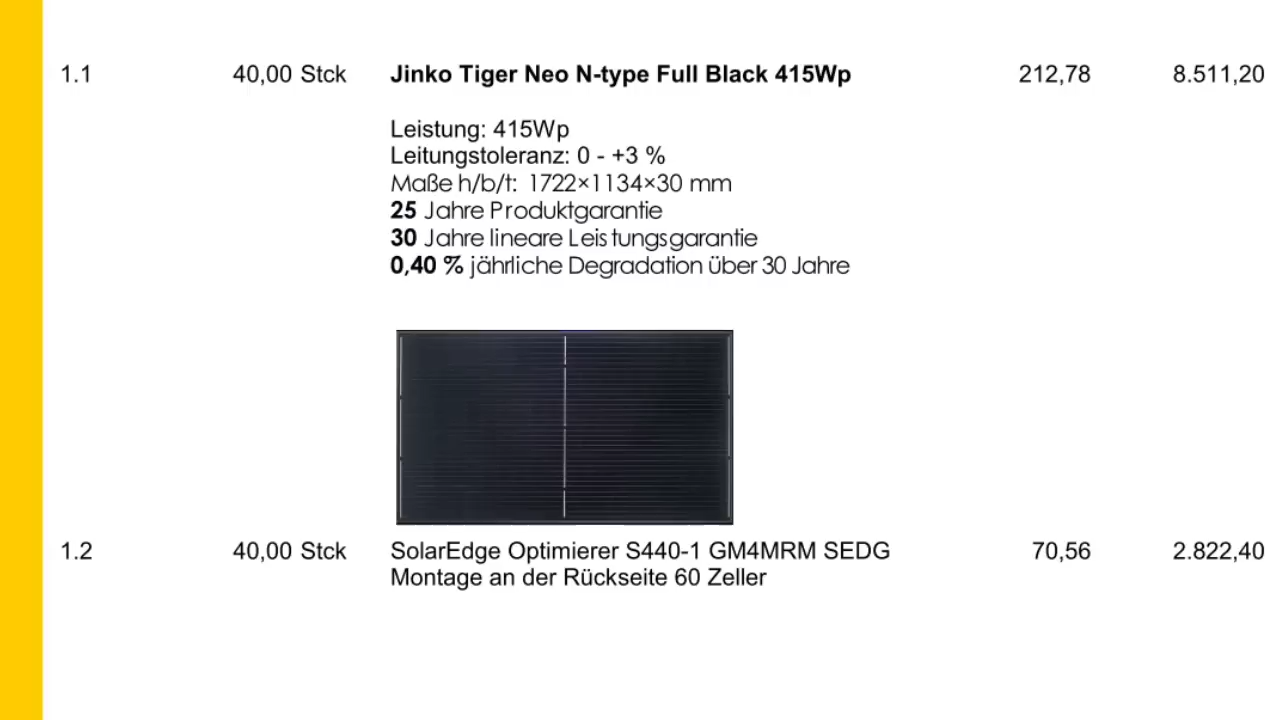 1.1 40,00 Stck Jinko Tiger Neo N-type Full Black 415Wp 212,78 8.511,20
Leistung: 415Wp
Leitungstoleranz: 0 - +3 %
Maße h/b/t: 1722×1134×30 mm
25 Jahre Produktgarantie
30 Jahre lineare Leistungsgarantie
0,40 % jährliche Degradation über 30 Jahre
1.2 40,00 Stck SolarEdge Optimierer S440-1 GM4MRM SEDG 70,56 2.822,40
Montage an der Rückseite 60 Zeller